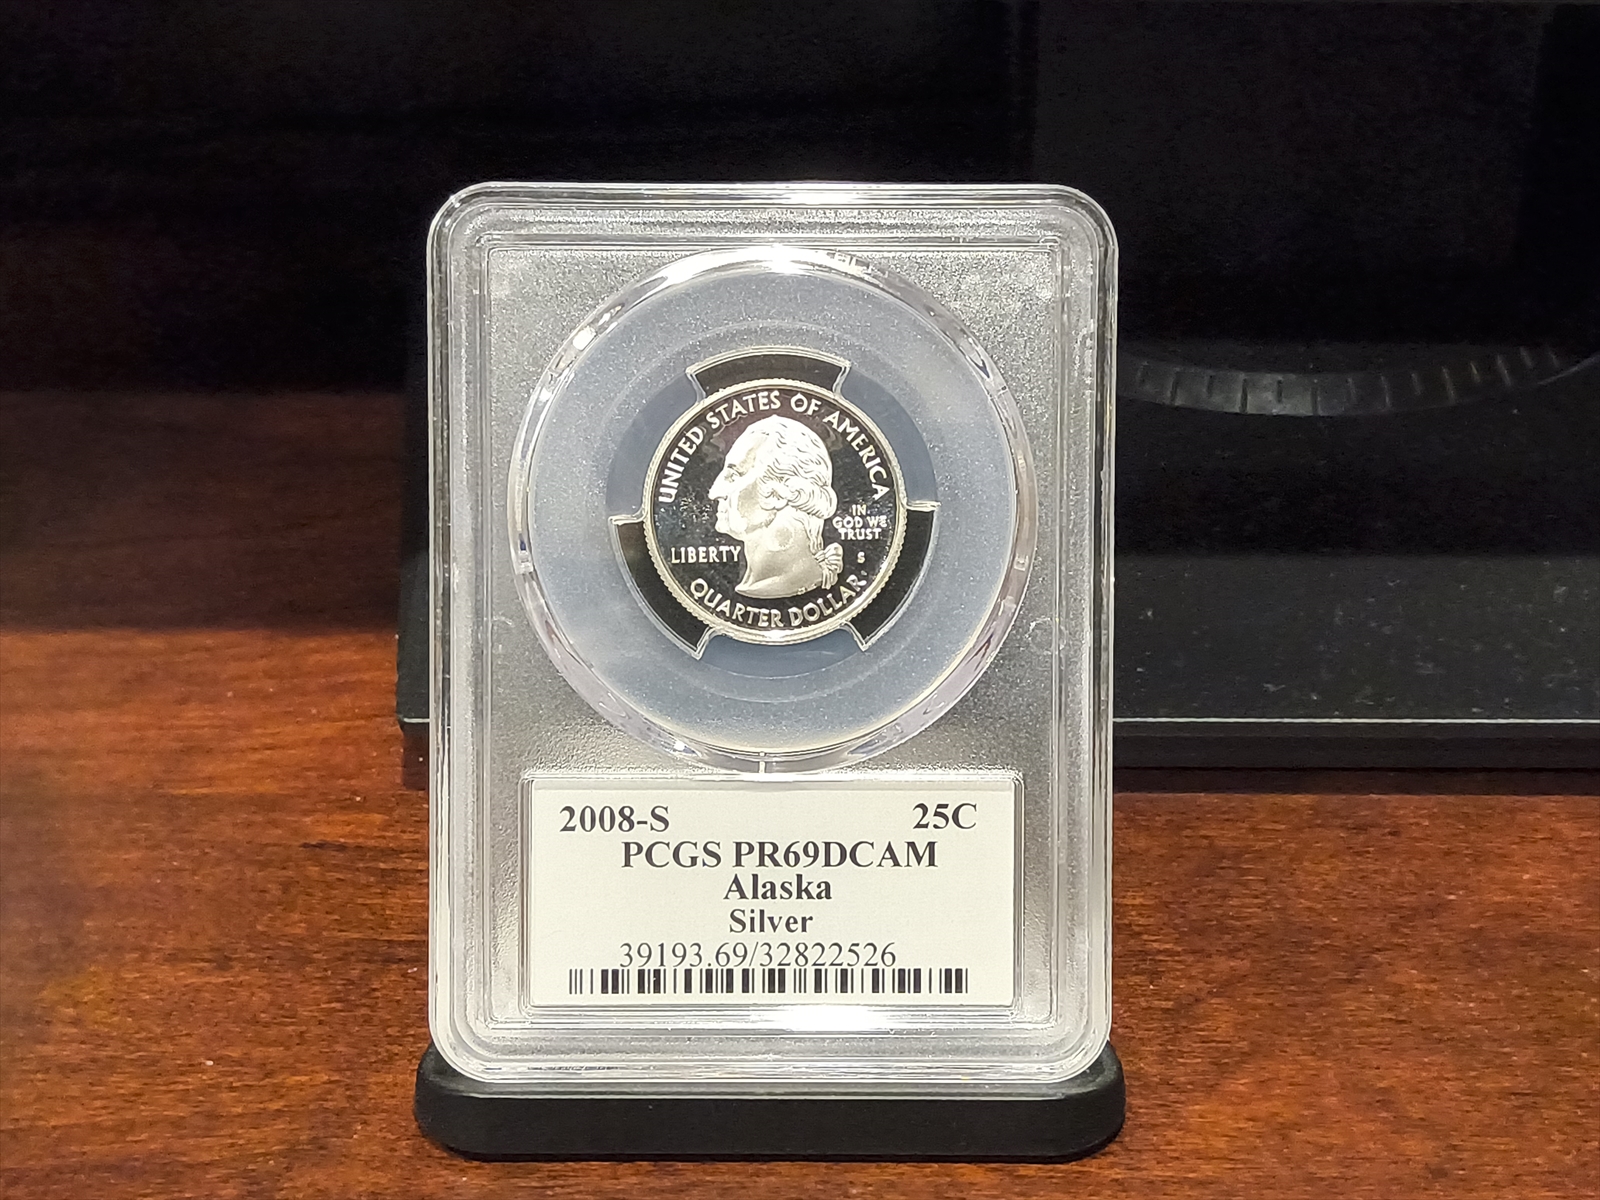 UNITED STATES OF AMERICA
IN
GOD WE
TRUST
LIBERTY
S
QUARTER DOLLAR
2008-S 25C
PCGS PR69DCAM
Alaska
Silver
39193.69/32822526